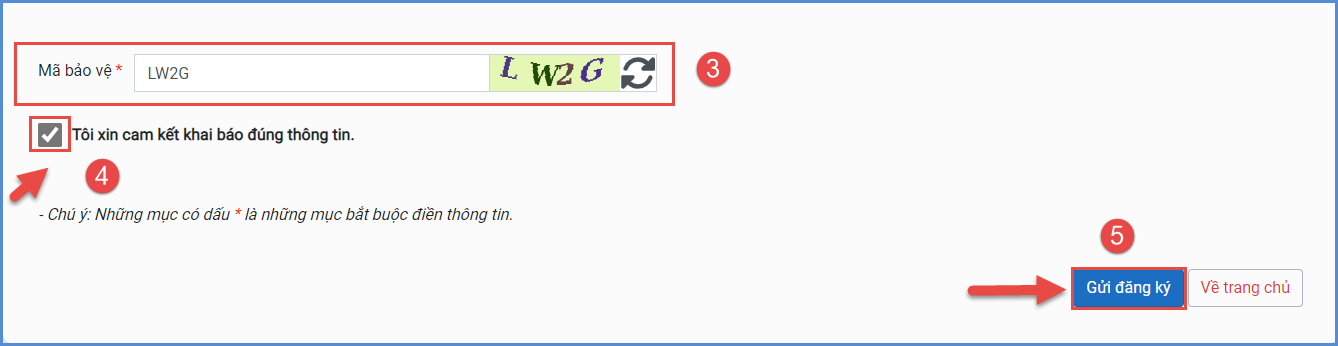 Mã bảo vệ * LW2G LW2G 3
Tôi xin cam kết khai báo đúng thông tin.
4
- Chú ý: Những mục có dấu * là những mục bắt buộc điền thông tin.
5
Gửi đăng ký Về trang chủ